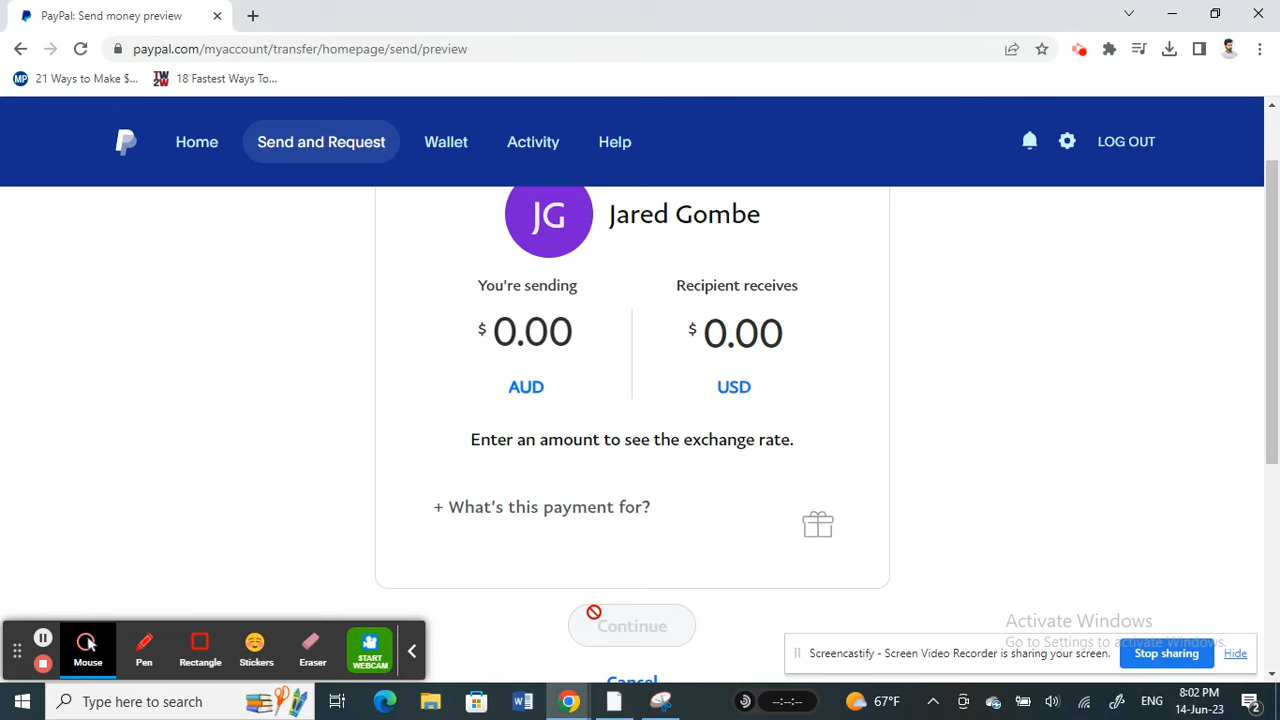 PayPal: Send money preview
paypal.com/myaccount/transfer/homepage/send/preview
MP 21 Ways to Make $...
TW2W 18 Fastest Ways To...
Home
Send and Request
Wallet
Activity
Help
LOG OUT
JG
Jared Gombe
You're sending
Recipient receives
$ 0.00
$ 0.00
AUD
USD
Enter an amount to see the exchange rate.
+ What's this payment for?
Continue
Cancel
Activate Windows
Go to Settings to activate Windows.
Screencastify - Screen Video Recorder is sharing your screen.
Stop sharing
Hide
Mouse
Pen
Rectangle
Stickers
Eraser
START
WEBCAM
Type here to search
--:--:--
67°F
ENG
8:02 PM
14-Jun-23
2